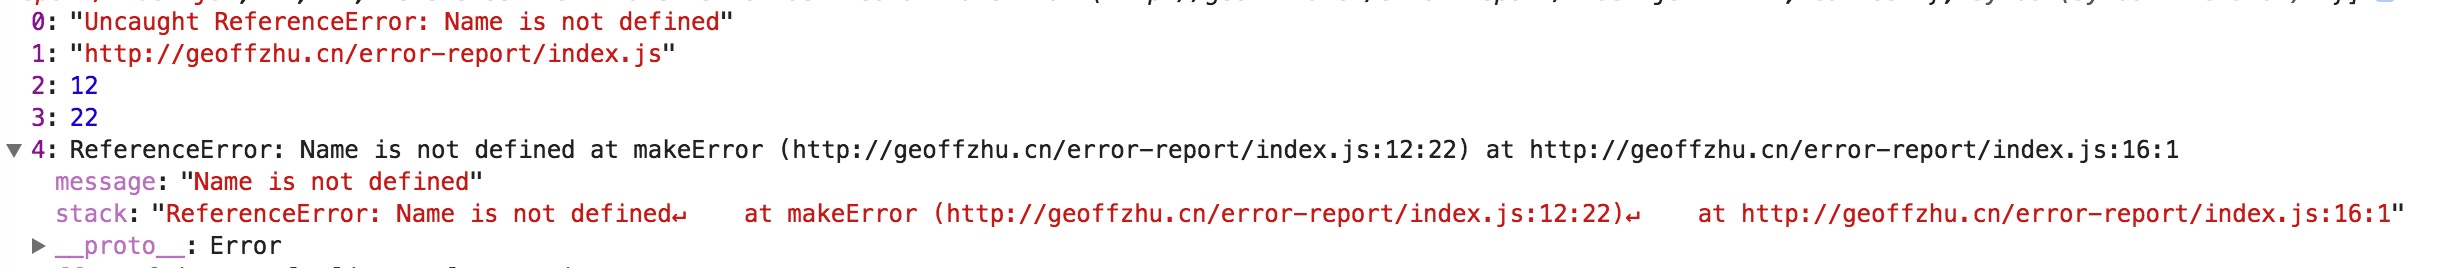 0: "Uncaught ReferenceError: Name is not defined"
1: "http://geoffzhu.cn/error-report/index.js"
2: 12
3: 22
▼ 4: ReferenceError: Name is not defined at makeError (http://geoffzhu.cn/error-report/index.js:12:22) at http://geoffzhu.cn/error-report/index.js:16:1
message: "Name is not defined"
stack: "ReferenceError: Name is not defined↵    at makeError (http://geoffzhu.cn/error-report/index.js:12:22)↵    at http://geoffzhu.cn/error-report/index.js:16:1"
▶ __proto__: Error